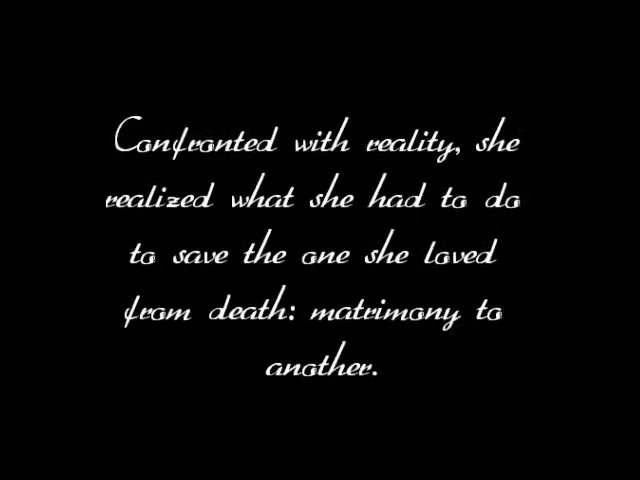 Confronted with reality, she
realized what she had to do
to save the one she loved
from death: matrimony to
another.